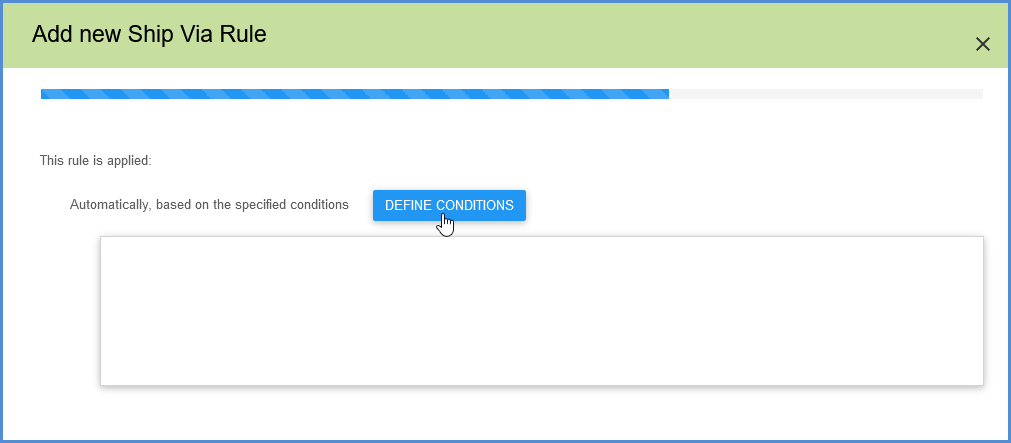 Add new Ship Via Rule
This rule is applied:
Automatically, based on the specified conditions DEFINE CONDITIONS